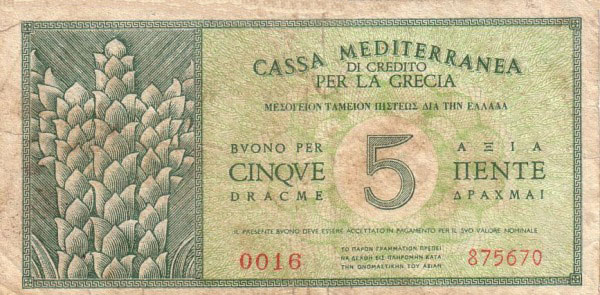 CASSA MEDITERRANEA
DI CREDITO
PER LA GRECIA
ΜΕΣΟΓΕΙΟΝ ΤΑΜΕΙΟΝ ΠΙΣΤΕΩΣ ΔΙΑ ΤΗΝ ΕΛΛΑΔΑ
BVONO PER
CINQVE
DRACME
5
ΑΞΙΑ
ΠΕΝΤΕ
ΔΡΑΧΜΑΙ
IL PRESENTE BVONO DEVE ESSERE ACCETTATO IN PAGAMENTO PER IL SVO VALORE NOMINALE
ΤΟ ΠΑΡΟΝ ΓΡΑΜΜΑΤΙΟΝ ΠΡΕΠΕΙ
ΝΑ ΔΕΧΘΗ ΕΙΣ ΠΛΗΡΩΜΗΝ ΚΑΤΑ
ΤΗΝ ΟΝΟΜΑΣΤΙΚΗΝ ΤΟΥ ΑΞΙΑΝ
0016
875670